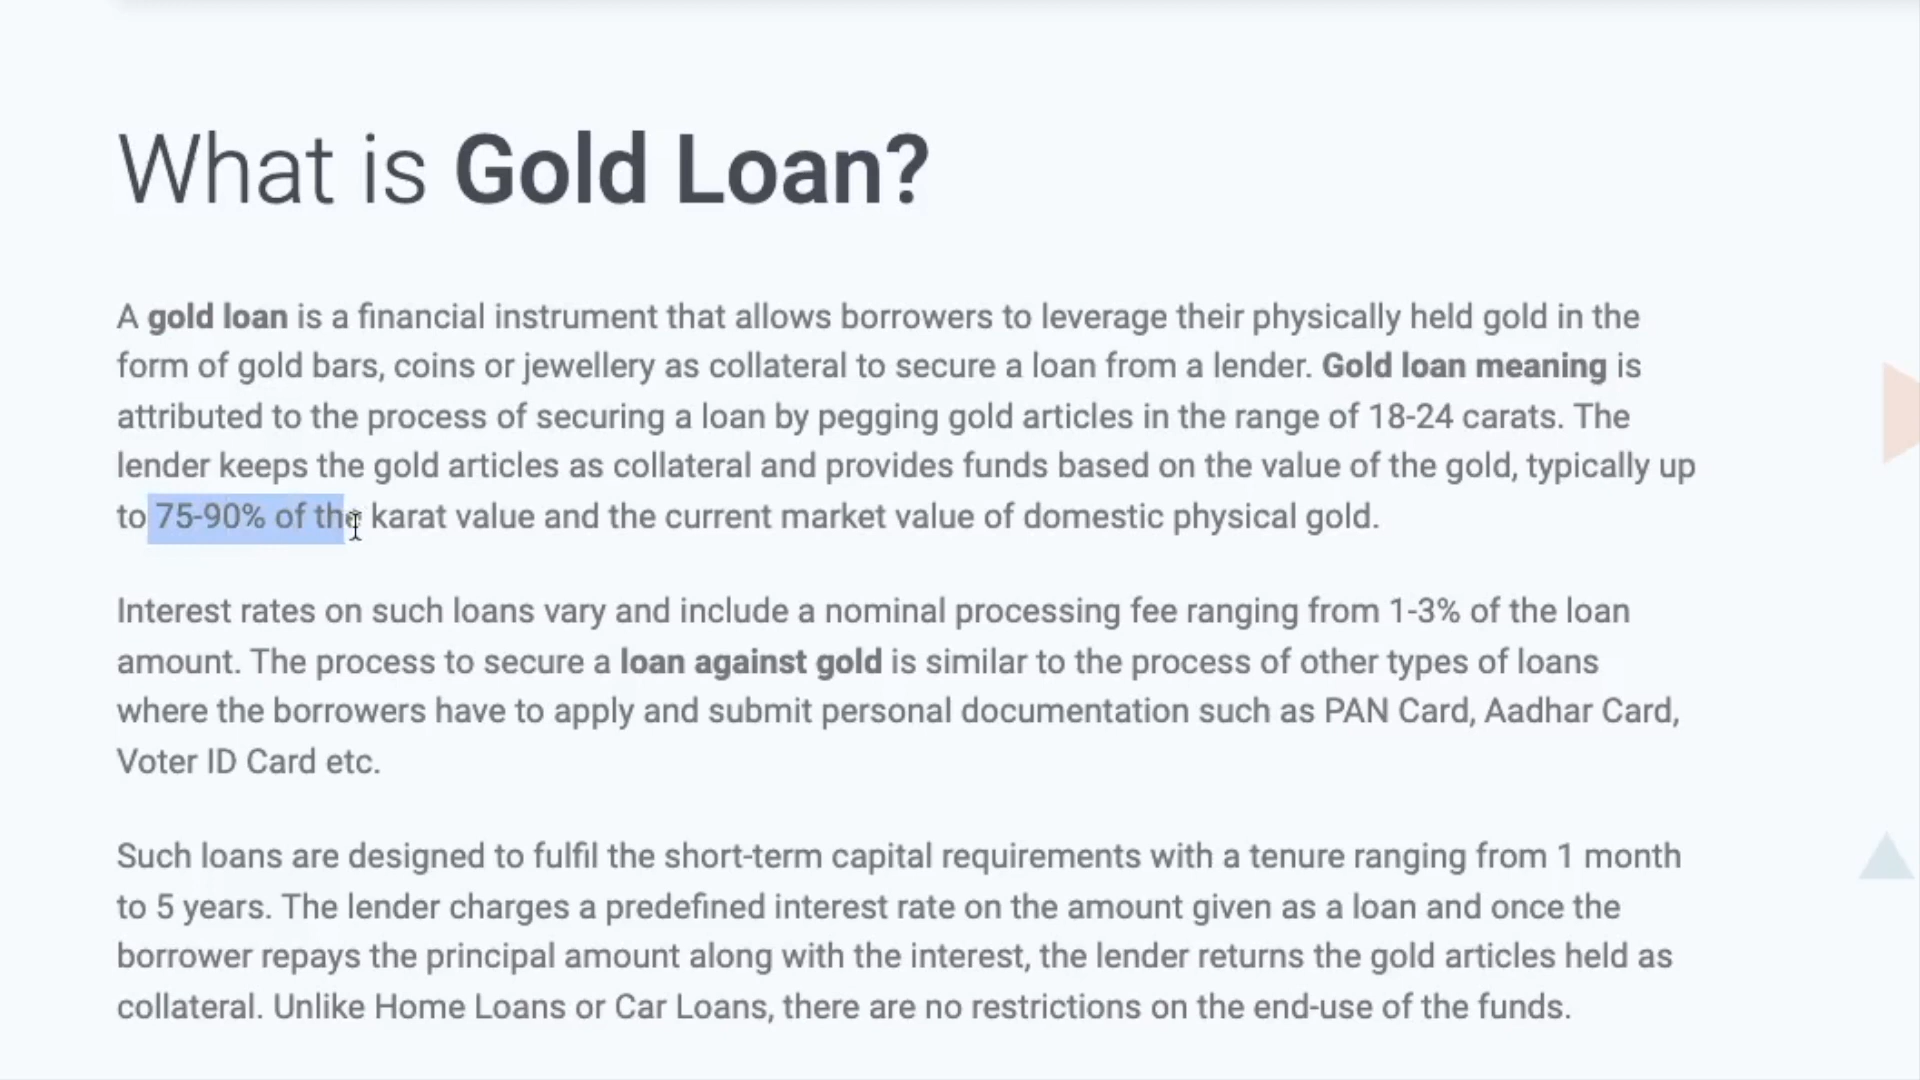 What is Gold Loan?
A gold loan is a financial instrument that allows borrowers to leverage their physically held gold in the
form of gold bars, coins or jewellery as collateral to secure a loan from a lender. Gold loan meaning is
attributed to the process of securing a loan by pegging gold articles in the range of 18-24 carats. The
lender keeps the gold articles as collateral and provides funds based on the value of the gold, typically up
to 75-90% of the karat value and the current market value of domestic physical gold.
Interest rates on such loans vary and include a nominal processing fee ranging from 1-3% of the loan
amount. The process to secure a loan against gold is similar to the process of other types of loans
where the borrowers have to apply and submit personal documentation such as PAN Card, Aadhar Card,
Voter ID Card etc.
Such loans are designed to fulfil the short-term capital requirements with a tenure ranging from 1 month
to 5 years. The lender charges a predefined interest rate on the amount given as a loan and once the
borrower repays the principal amount along with the interest, the lender returns the gold articles held as
collateral. Unlike Home Loans or Car Loans, there are no restrictions on the end-use of the funds.